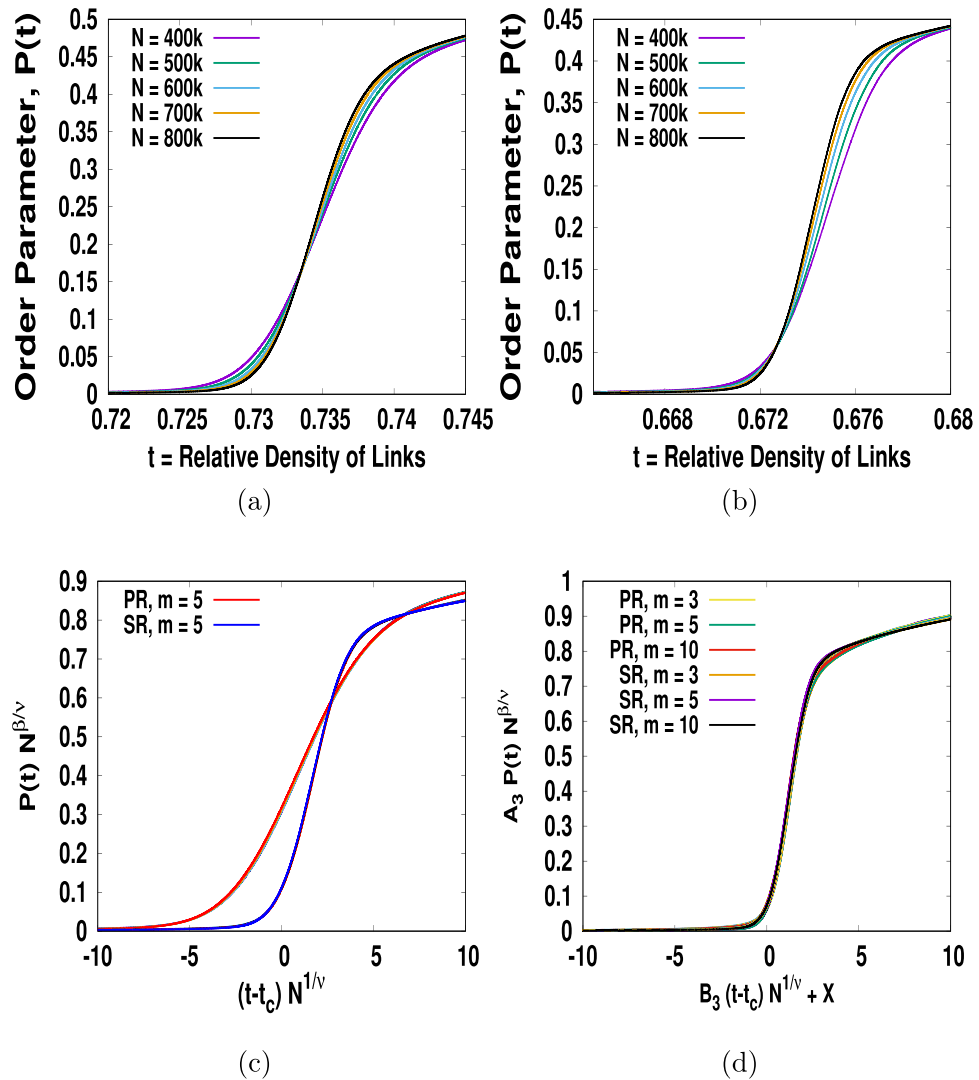 Order Parameter, P(t)
0.5
0.45
0.4
0.35
0.3
0.25
0.2
0.15
0.1
0.05
0
N = 400k
N = 500k
N = 600k
N = 700k
N = 800k
0.72 0.725 0.73 0.735 0.74 0.745
t = Relative Density of Links
(a)
Order Parameter, P(t)
0.45
0.4
0.35
0.3
0.25
0.2
0.15
0.1
0.05
0
N = 400k
N = 500k
N = 600k
N = 700k
N = 800k
0.668 0.672 0.676 0.68
t = Relative Density of Links
(b)
P(t) N^β/ν
0.9
0.8
0.7
0.6
0.5
0.4
0.3
0.2
0.1
0
PR, m = 5
SR, m = 5
-10 -5 0 5 10
(t-t_c) N^1/ν
(c)
A_3 P(t) N^β/ν
1
0.9
0.8
0.7
0.6
0.5
0.4
0.3
0.2
0.1
0
PR, m = 3
PR, m = 5
PR, m = 10
SR, m = 3
SR, m = 5
SR, m = 10
-10 -5 0 5 10
B_3 (t-t_c) N^1/ν + X
(d)